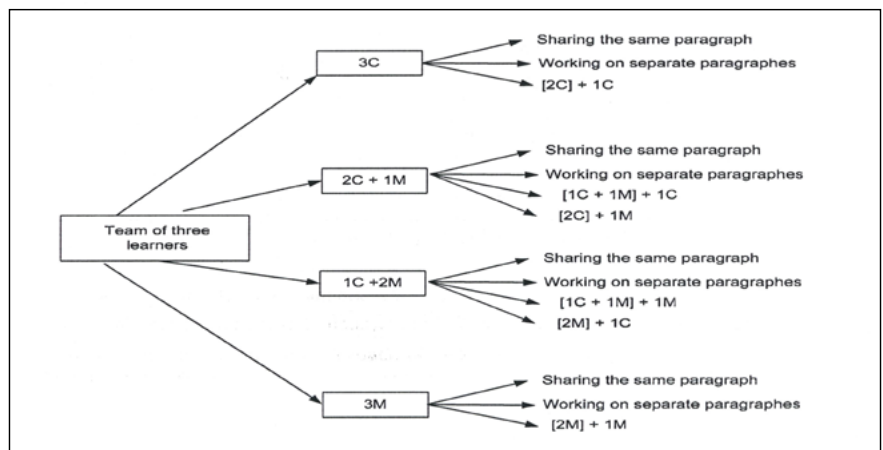 Sharing the same paragraph
3C
Working on separate paragraphes
[2C] + 1C
Sharing the same paragraph
2C + 1M
Working on separate paragraphes
[1C + 1M] + 1C
[2C] + 1M
Team of three
learners
Sharing the same paragraph
1C +2M
Working on separate paragraphes
[1C + 1M] + 1M
[2M] + 1C
Sharing the same paragraph
3M
Working on separate paragraphes
[2M] + 1M